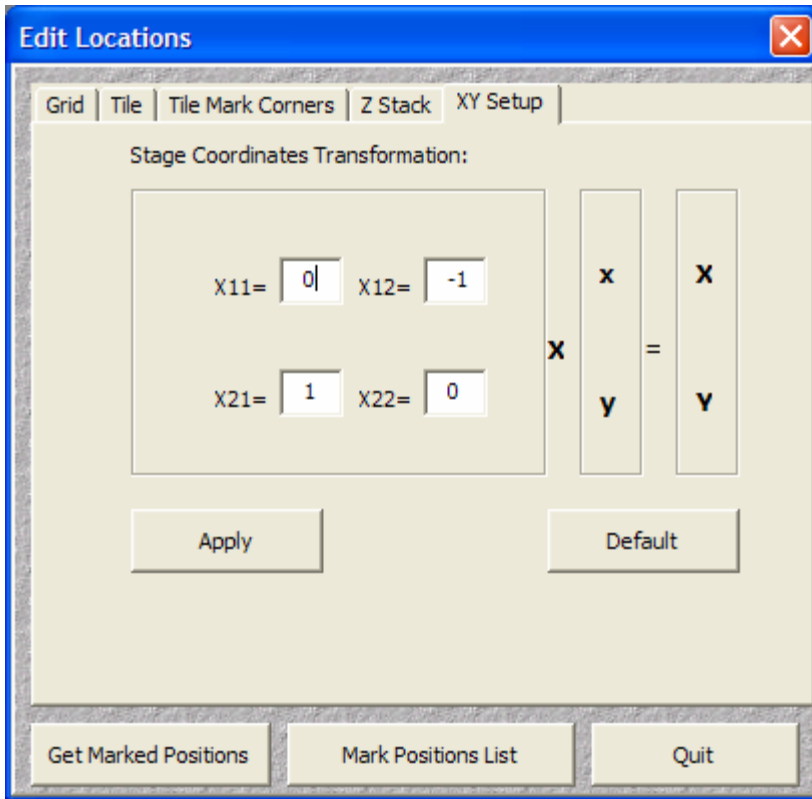 Edit Locations
Grid Tile Tile Mark Corners Z Stack XY Setup
Stage Coordinates Transformation:
X11= 0 X12= -1 x X
X =
X21= 1 X22= 0 y Y
Apply Default
Get Marked Positions Mark Positions List Quit